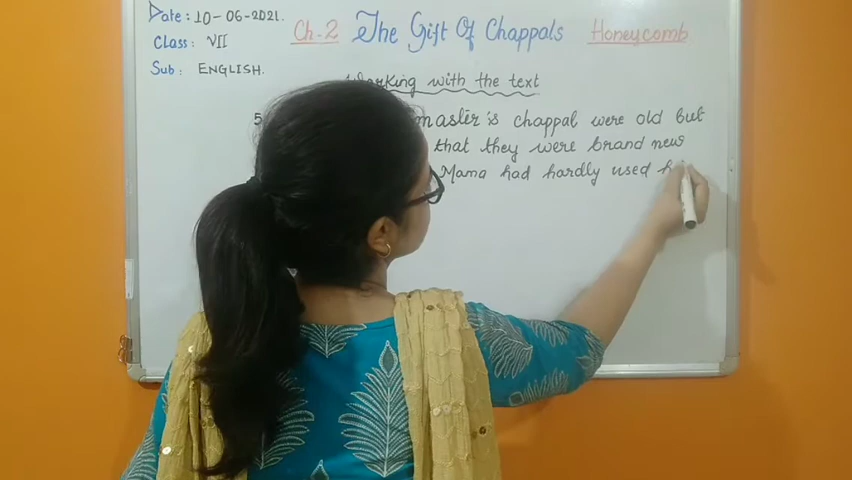 Date: 10-06-2021.
Class: VII
Sub: ENGLISH.
Ch.2 The Gift Of Chappals Honeycomb
Working with the text
master's chappal were old but
that they were brand new
Mama had hardly used